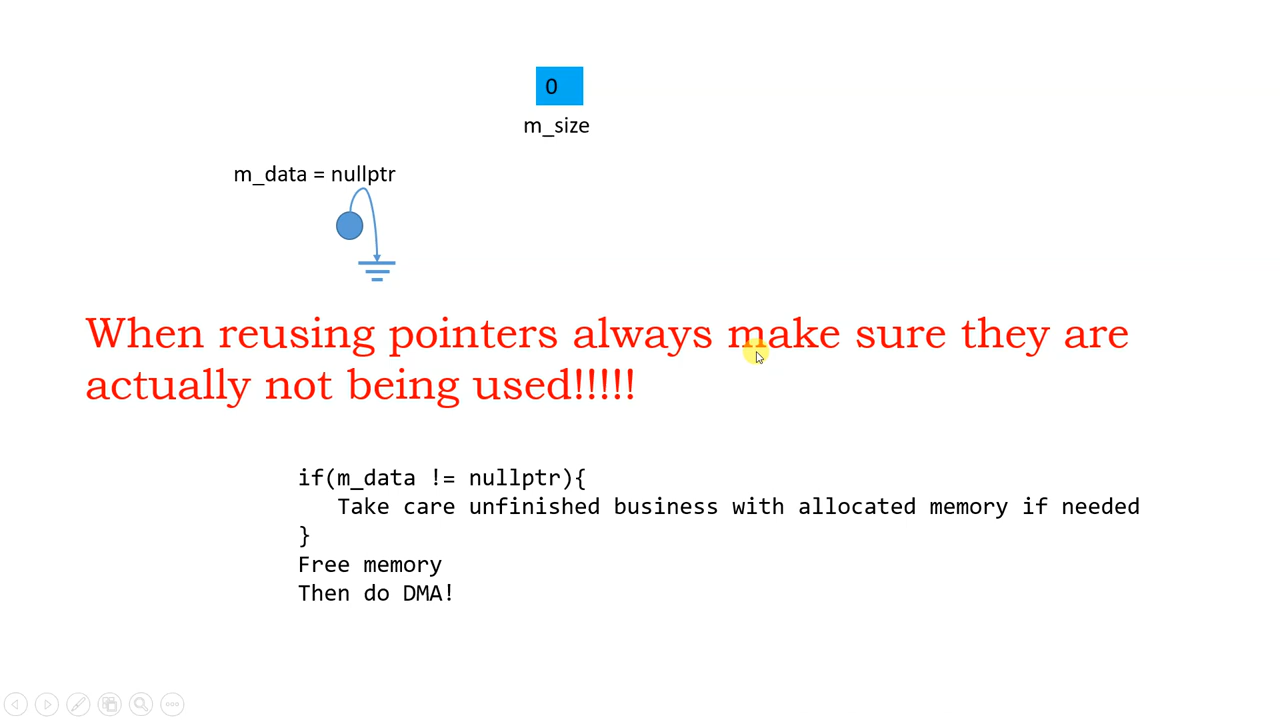 0
m_size
m_data = nullptr
When reusing pointers always make sure they are
actually not being used!!!!!
if(m_data != nullptr){
   Take care unfinished business with allocated memory if needed
}
Free memory
Then do DMA!